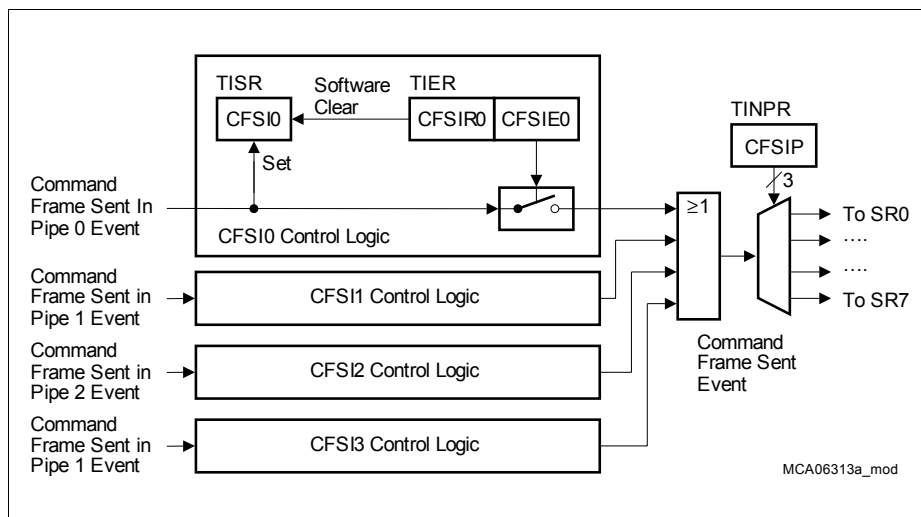 TISR
Software
Clear
TIER
CFSI0
CFSIR0
CFSIE0
TINPR
CFSIP
3
Set
Command
Frame Sent In
Pipe 0 Event
CFSI0 Control Logic
≥1
To SR0
....
....
To SR7
Command
Frame Sent in
Pipe 1 Event
CFSI1 Control Logic
Command
Frame Sent in
Pipe 2 Event
CFSI2 Control Logic
Command
Frame Sent
Event
Command
Frame Sent in
Pipe 1 Event
CFSI3 Control Logic
MCA06313a_mod